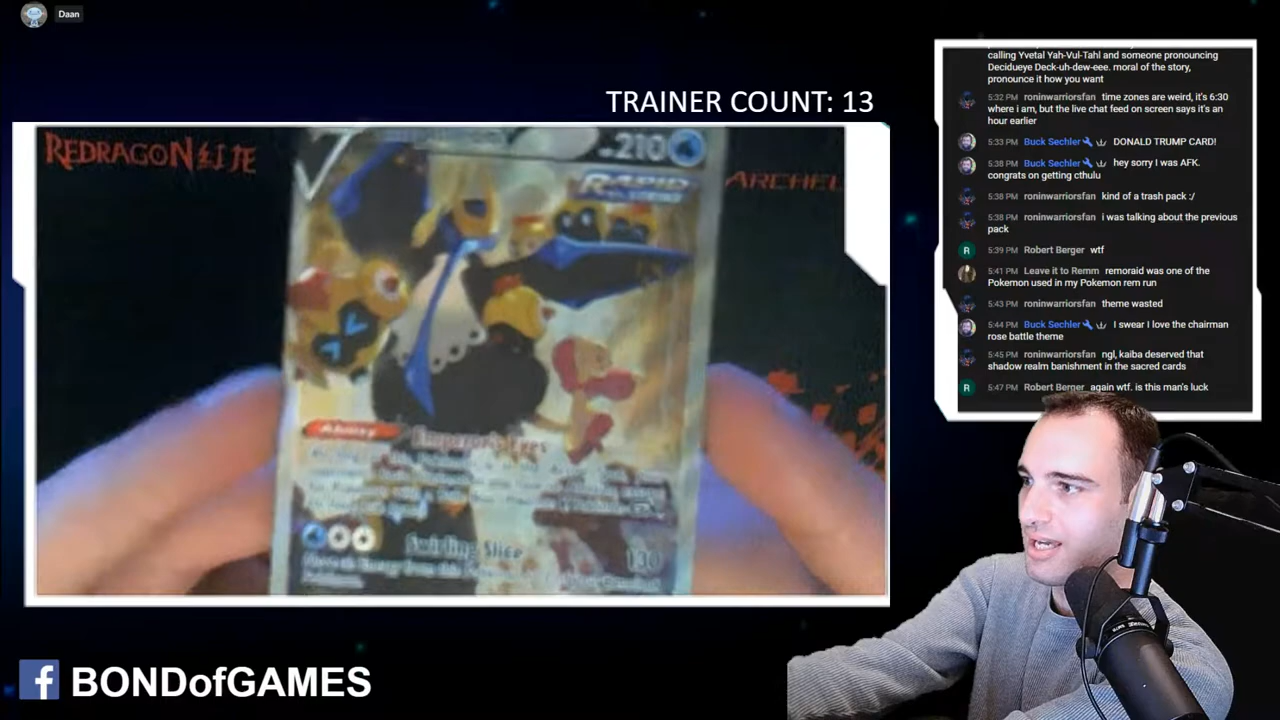 Daan
TRAINER COUNT: 13
REDRAGON
ARCHEL
210
RAPID
Ability
Emperor's Eyes
Swirling Slice
130
calling Yvetal Yah-Vul-Tahl and someone pronouncing
Decidueye Deck-uh-dew-eee. moral of the story,
pronounce it how you want
5:32 PM roninwarriorsfan time zones are weird, it's 6:30
where i am, but the live chat feed on screen says it's an
hour earlier
5:33 PM Buck Sechler DONALD TRUMP CARD!
5:38 PM Buck Sechler hey sorry I was AFK.
congrats on getting cthulu
5:38 PM roninwarriorsfan kind of a trash pack :/
5:38 PM roninwarriorsfan i was talking about the previous
pack
R 5:39 PM Robert Berger wtf
5:41 PM Leave it to Remm remoraid was one of the
Pokemon used in my Pokemon rem run
5:43 PM roninwarriorsfan theme wasted
5:44 PM Buck Sechler I swear I love the chairman
rose battle theme
5:45 PM roninwarriorsfan ngl, kaiba deserved that
shadow realm banishment in the sacred cards
R 5:47 PM Robert Berger again wtf. is this man's luck
f BONDofGAMES